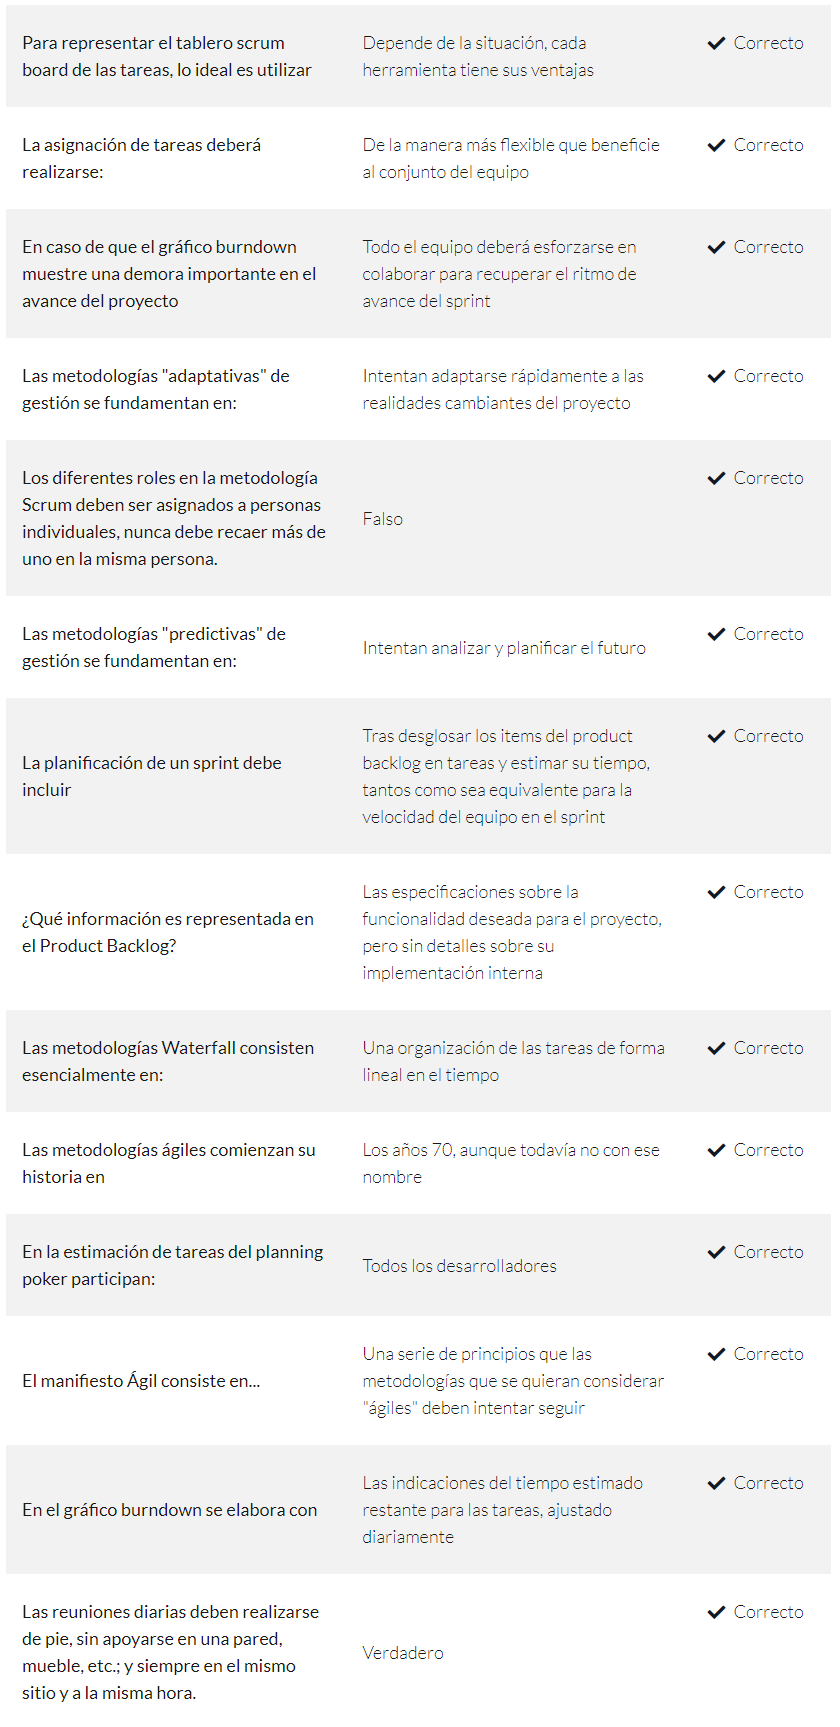 Para representar el tablero scrum
board de las tareas, lo ideal es utilizar
Depende de la situación, cada
herramienta tiene sus ventajas
Correcto
La asignación de tareas deberá
realizarse:
De la manera más flexible que beneficie
al conjunto del equipo
Correcto
En caso de que el gráfico burndown
muestre una demora importante en el
avance del proyecto
Todo el equipo deberá esforzarse en
colaborar para recuperar el ritmo de
avance del sprint
Correcto
Las metodologías "adaptativas" de
gestión se fundamentan en:
Intentan adaptarse rápidamente a las
realidades cambiantes del proyecto
Correcto
Los diferentes roles en la metodología
Scrum deben ser asignados a personas
individuales, nunca debe recaer más de
uno en la misma persona.
Falso
Correcto
Las metodologías "predictivas" de
gestión se fundamentan en:
Intentan analizar y planificar el futuro
Correcto
La planificación de un sprint debe
incluir
Tras desglosar los items del product
backlog en tareas y estimar su tiempo,
tantos como sea equivalente para la
velocidad del equipo en el sprint
Correcto
¿Qué información es representada en
el Product Backlog?
Las especificaciones sobre la
funcionalidad deseada para el proyecto,
pero sin detalles sobre su
implementación interna
Correcto
Las metodologías Waterfall consisten
esencialmente en:
Una organización de las tareas de forma
lineal en el tiempo
Correcto
Las metodologías ágiles comienzan su
historia en
Los años 70, aunque todavía no con ese
nombre
Correcto
En la estimación de tareas del planning
poker participan:
Todos los desarrolladores
Correcto
El manifiesto Ágil consiste en...
Una serie de principios que las
metodologías que se quieran considerar
"ágiles" deben intentar seguir
Correcto
En el gráfico burndown se elabora con
Las indicaciones del tiempo estimado
restante para las tareas, ajustado
diariamente
Correcto
Las reuniones diarias deben realizarse
de pie, sin apoyarse en una pared,
mueble, etc.; y siempre en el mismo
sitio y a la misma hora.
Verdadero
Correcto